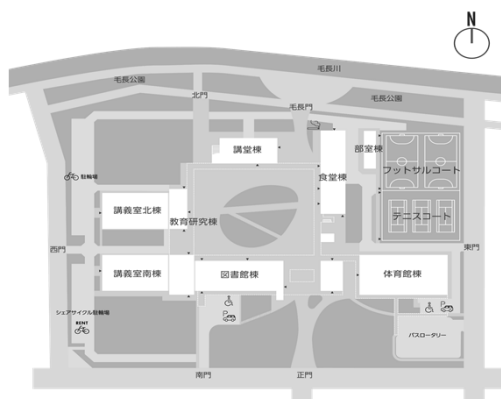 N
毛長川
毛長公園
北門
毛長門
毛長公園
講堂棟
食堂棟
部室棟
フットサルコート
駐輪場
講義室北棟
教育研究棟
テニスコート
西門
東門
講義室南棟
図書館棟
体育館棟
シェアサイクル駐輪場
RENT
P
P
バスロータリー
南門
正門